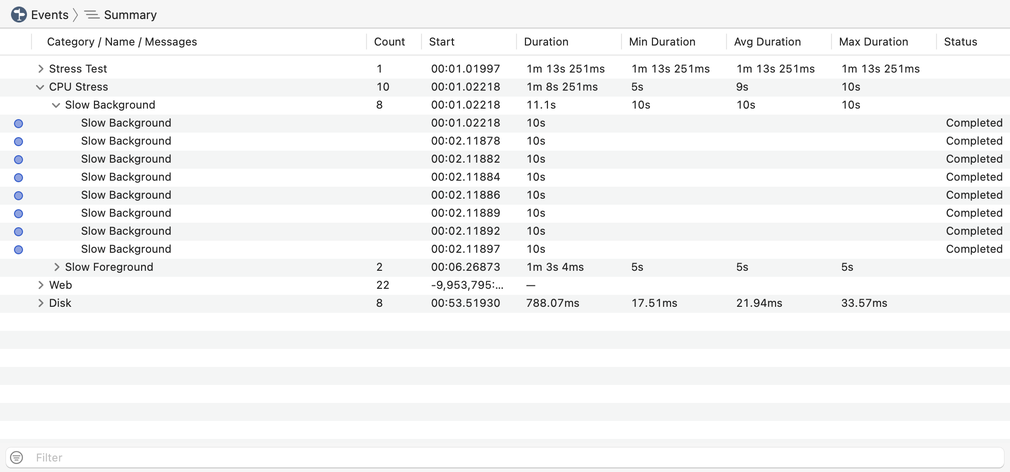 Events Summary
Category / Name / Messages Count Start Duration Min Duration Avg Duration Max Duration Status
Stress Test 1 00:01.01997 1m 13s 251ms 1m 13s 251ms 1m 13s 251ms 1m 13s 251ms
CPU Stress 10 00:01.02218 1m 8s 251ms 5s 9s 10s
Slow Background 8 00:01.02218 11.1s 10s 10s 10s
Slow Background 00:01.02218 10s Completed
Slow Background 00:02.11878 10s Completed
Slow Background 00:02.11882 10s Completed
Slow Background 00:02.11884 10s Completed
Slow Background 00:02.11886 10s Completed
Slow Background 00:02.11889 10s Completed
Slow Background 00:02.11892 10s Completed
Slow Background 00:02.11897 10s Completed
Slow Foreground 2 00:06.26873 1m 3s 4ms 5s 5s 5s
Web 22 -9,953,795:... —
Disk 8 00:53.51930 788.07ms 17.51ms 21.94ms 33.57ms
Filter